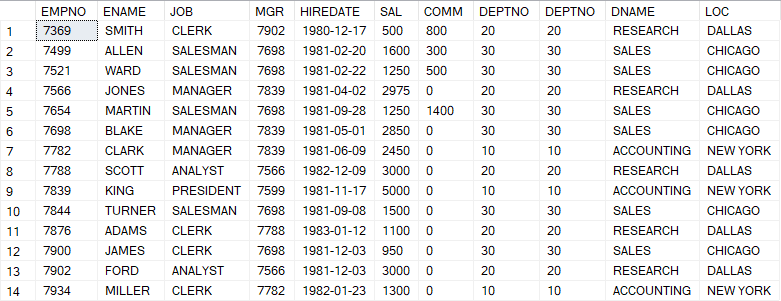 EMPNO ENAME JOB MGR HIREDATE SAL COMM DEPTNO DEPTNO DNAME LOC
1 7369 SMITH CLERK 7902 1980-12-17 500 800 20 20 RESEARCH DALLAS
2 7499 ALLEN SALESMAN 7698 1981-02-20 1600 300 30 30 SALES CHICAGO
3 7521 WARD SALESMAN 7698 1981-02-22 1250 500 30 30 SALES CHICAGO
4 7566 JONES MANAGER 7839 1981-04-02 2975 0 20 20 RESEARCH DALLAS
5 7654 MARTIN SALESMAN 7698 1981-09-28 1250 1400 30 30 SALES CHICAGO
6 7698 BLAKE MANAGER 7839 1981-05-01 2850 0 30 30 SALES CHICAGO
7 7782 CLARK MANAGER 7839 1981-06-09 2450 0 10 10 ACCOUNTING NEW YORK
8 7788 SCOTT ANALYST 7566 1982-12-09 3000 0 20 20 RESEARCH DALLAS
9 7839 KING PRESIDENT 7599 1981-11-17 5000 0 10 10 ACCOUNTING NEW YORK
10 7844 TURNER SALESMAN 7698 1981-09-08 1500 0 30 30 SALES CHICAGO
11 7876 ADAMS CLERK 7788 1983-01-12 1100 0 20 20 RESEARCH DALLAS
12 7900 JAMES CLERK 7698 1981-12-03 950 0 30 30 SALES CHICAGO
13 7902 FORD ANALYST 7566 1981-12-03 3000 0 20 20 RESEARCH DALLAS
14 7934 MILLER CLERK 7782 1982-01-23 1300 0 10 10 ACCOUNTING NEW YORK